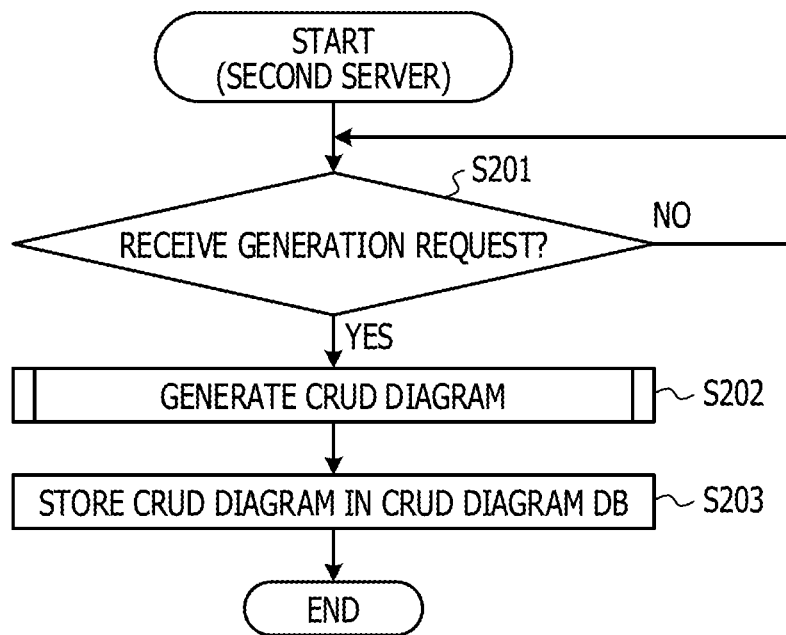 START
(SECOND SERVER)
S201
RECEIVE GENERATION REQUEST?
NO
YES
GENERATE CRUD DIAGRAM
S202
STORE CRUD DIAGRAM IN CRUD DIAGRAM DB
S203
END